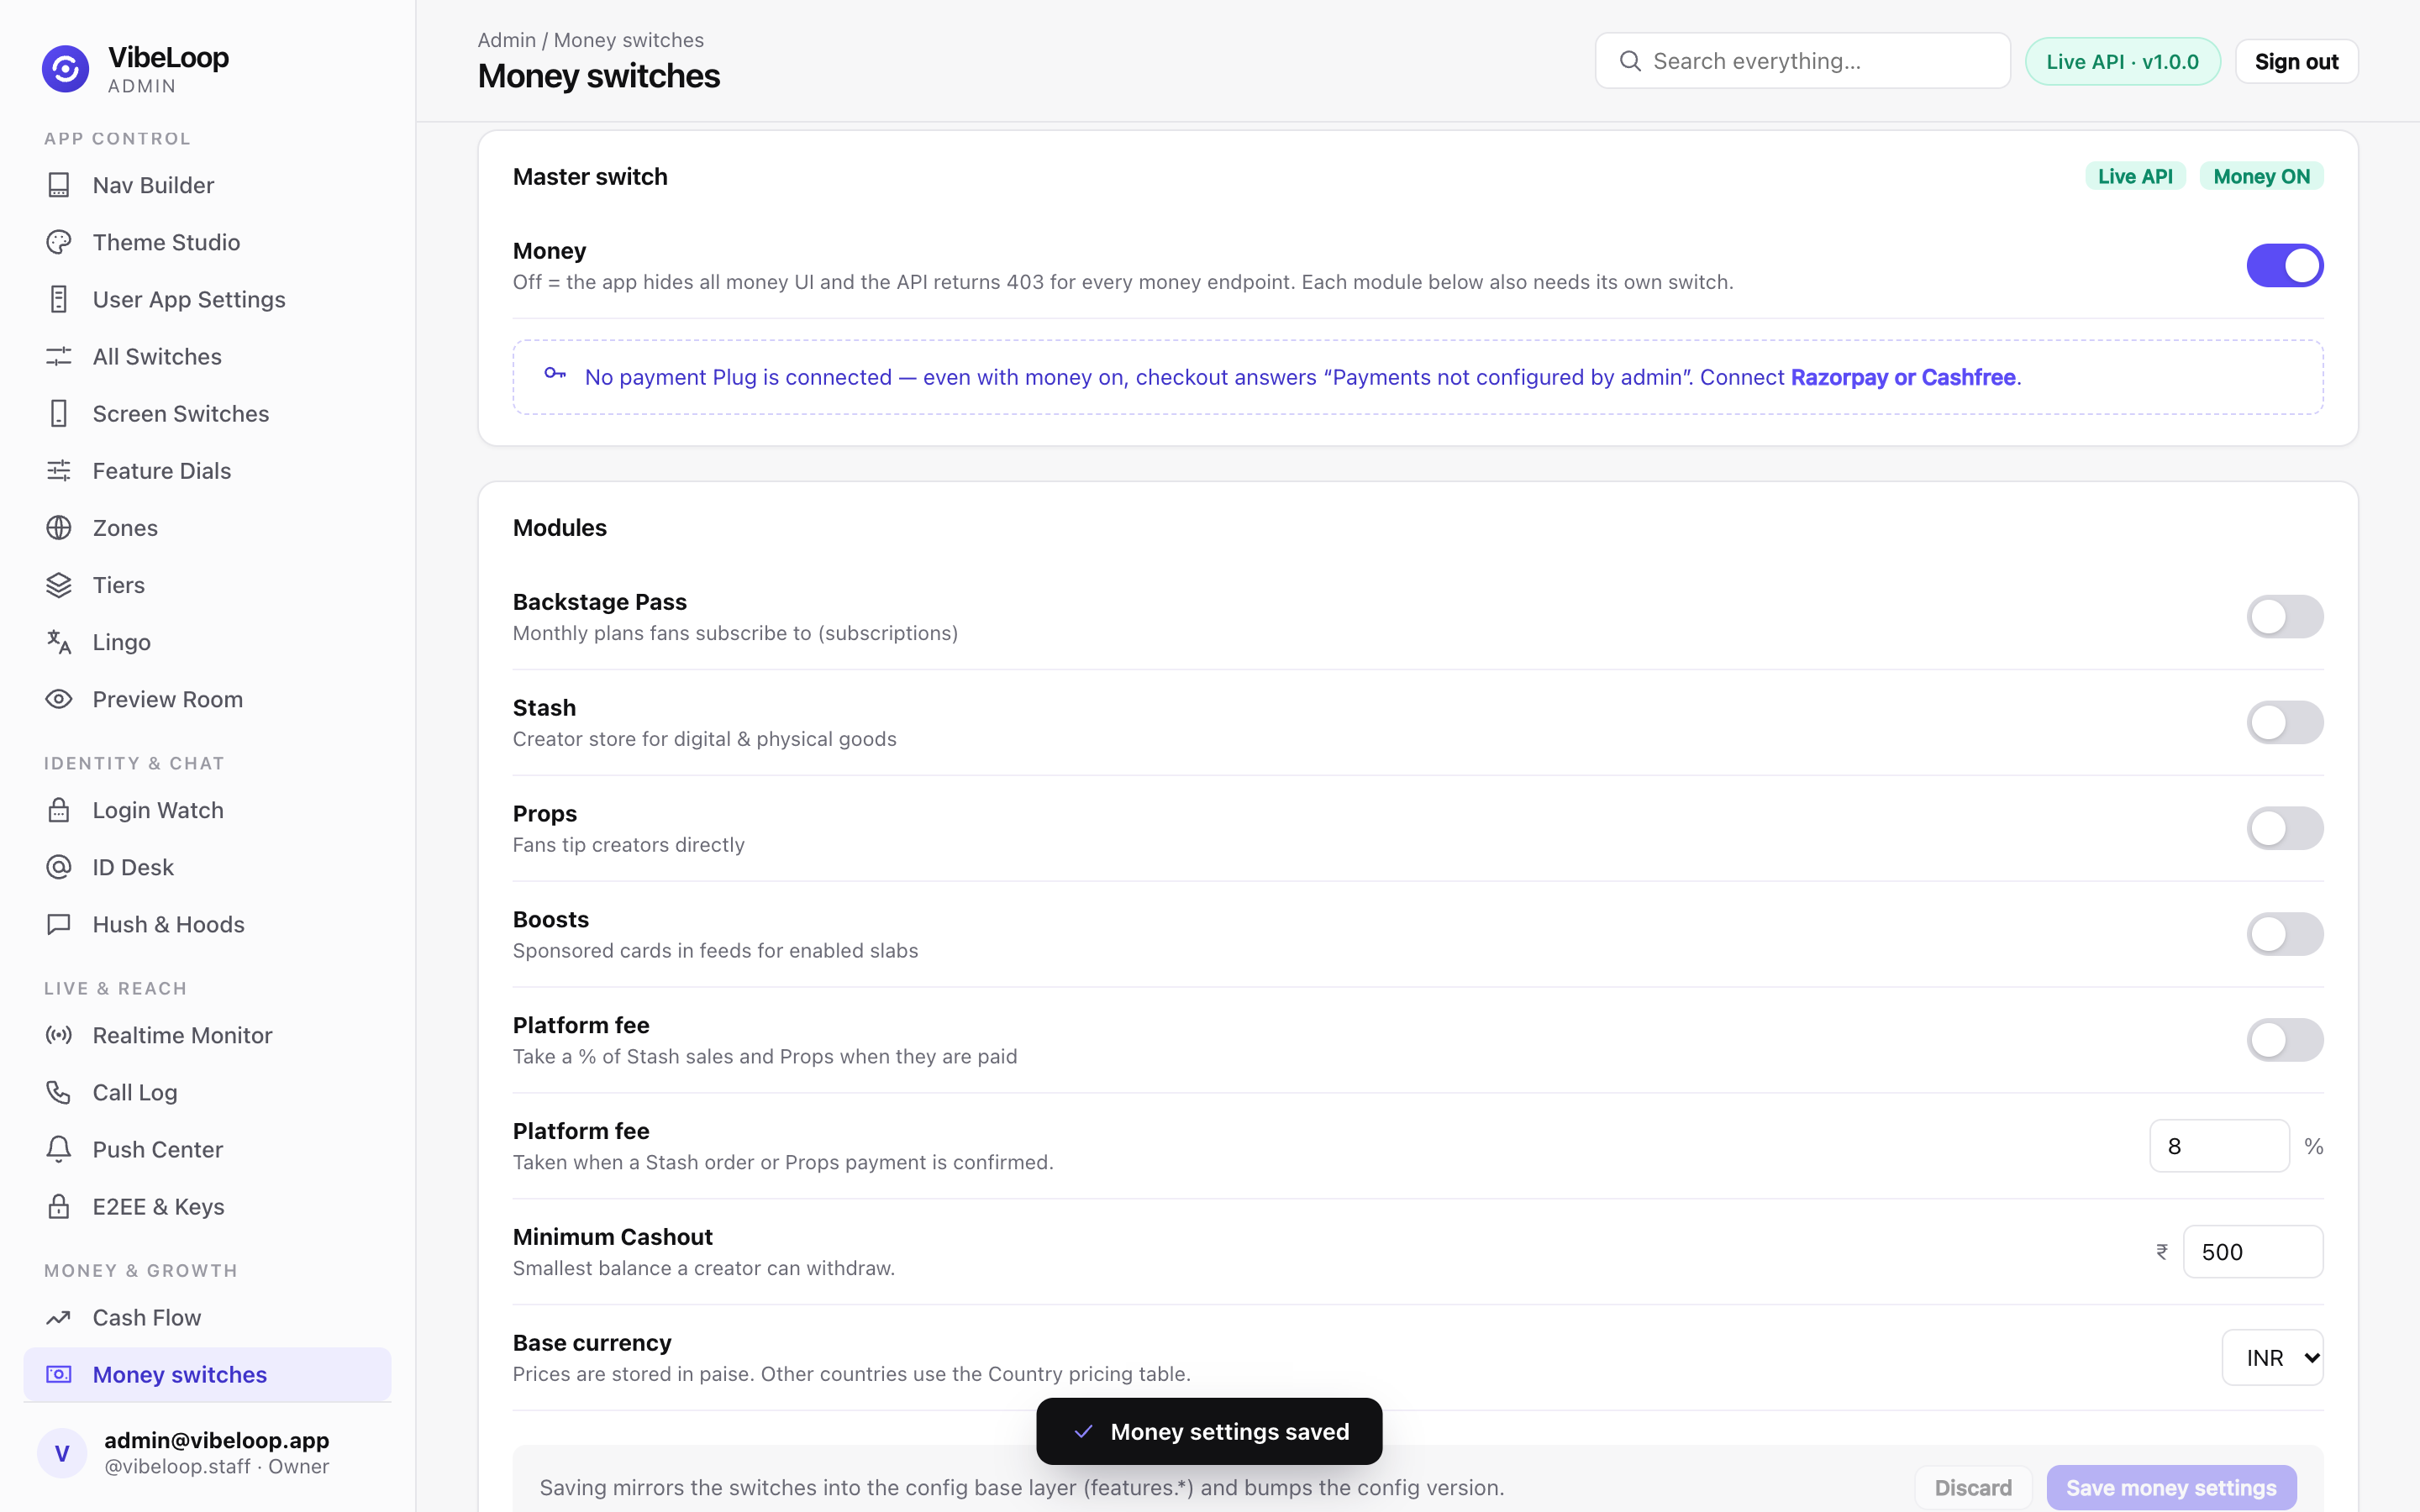 VibeLoop
ADMIN
APP CONTROL
Nav Builder
Theme Studio
User App Settings
All Switches
Screen Switches
Feature Dials
Zones
Tiers
Lingo
Preview Room
IDENTITY & CHAT
Login Watch
ID Desk
Hush & Hoods
LIVE & REACH
Realtime Monitor
Call Log
Push Center
E2EE & Keys
MONEY & GROWTH
Cash Flow
Money switches
V
admin@vibeloop.app
@vibeloop.staff · Owner
Admin / Money switches
Money switches
Search everything...
Live API · v1.0.0
Sign out
Master switch
Live API
Money ON
Money
Off = the app hides all money UI and the API returns 403 for every money endpoint. Each module below also needs its own switch.
No payment Plug is connected — even with money on, checkout answers “Payments not configured by admin”. Connect Razorpay or Cashfree.
Modules
Backstage Pass
Monthly plans fans subscribe to (subscriptions)
Stash
Creator store for digital & physical goods
Props
Fans tip creators directly
Boosts
Sponsored cards in feeds for enabled slabs
Platform fee
Take a % of Stash sales and Props when they are paid
Platform fee
Taken when a Stash order or Props payment is confirmed.
8 %
Minimum Cashout
Smallest balance a creator can withdraw.
₹ 500
Base currency
Prices are stored in paise. Other countries use the Country pricing table.
INR
Money settings saved
Saving mirrors the switches into the config base layer (features.*) and bumps the config version.
Discard
Save money settings